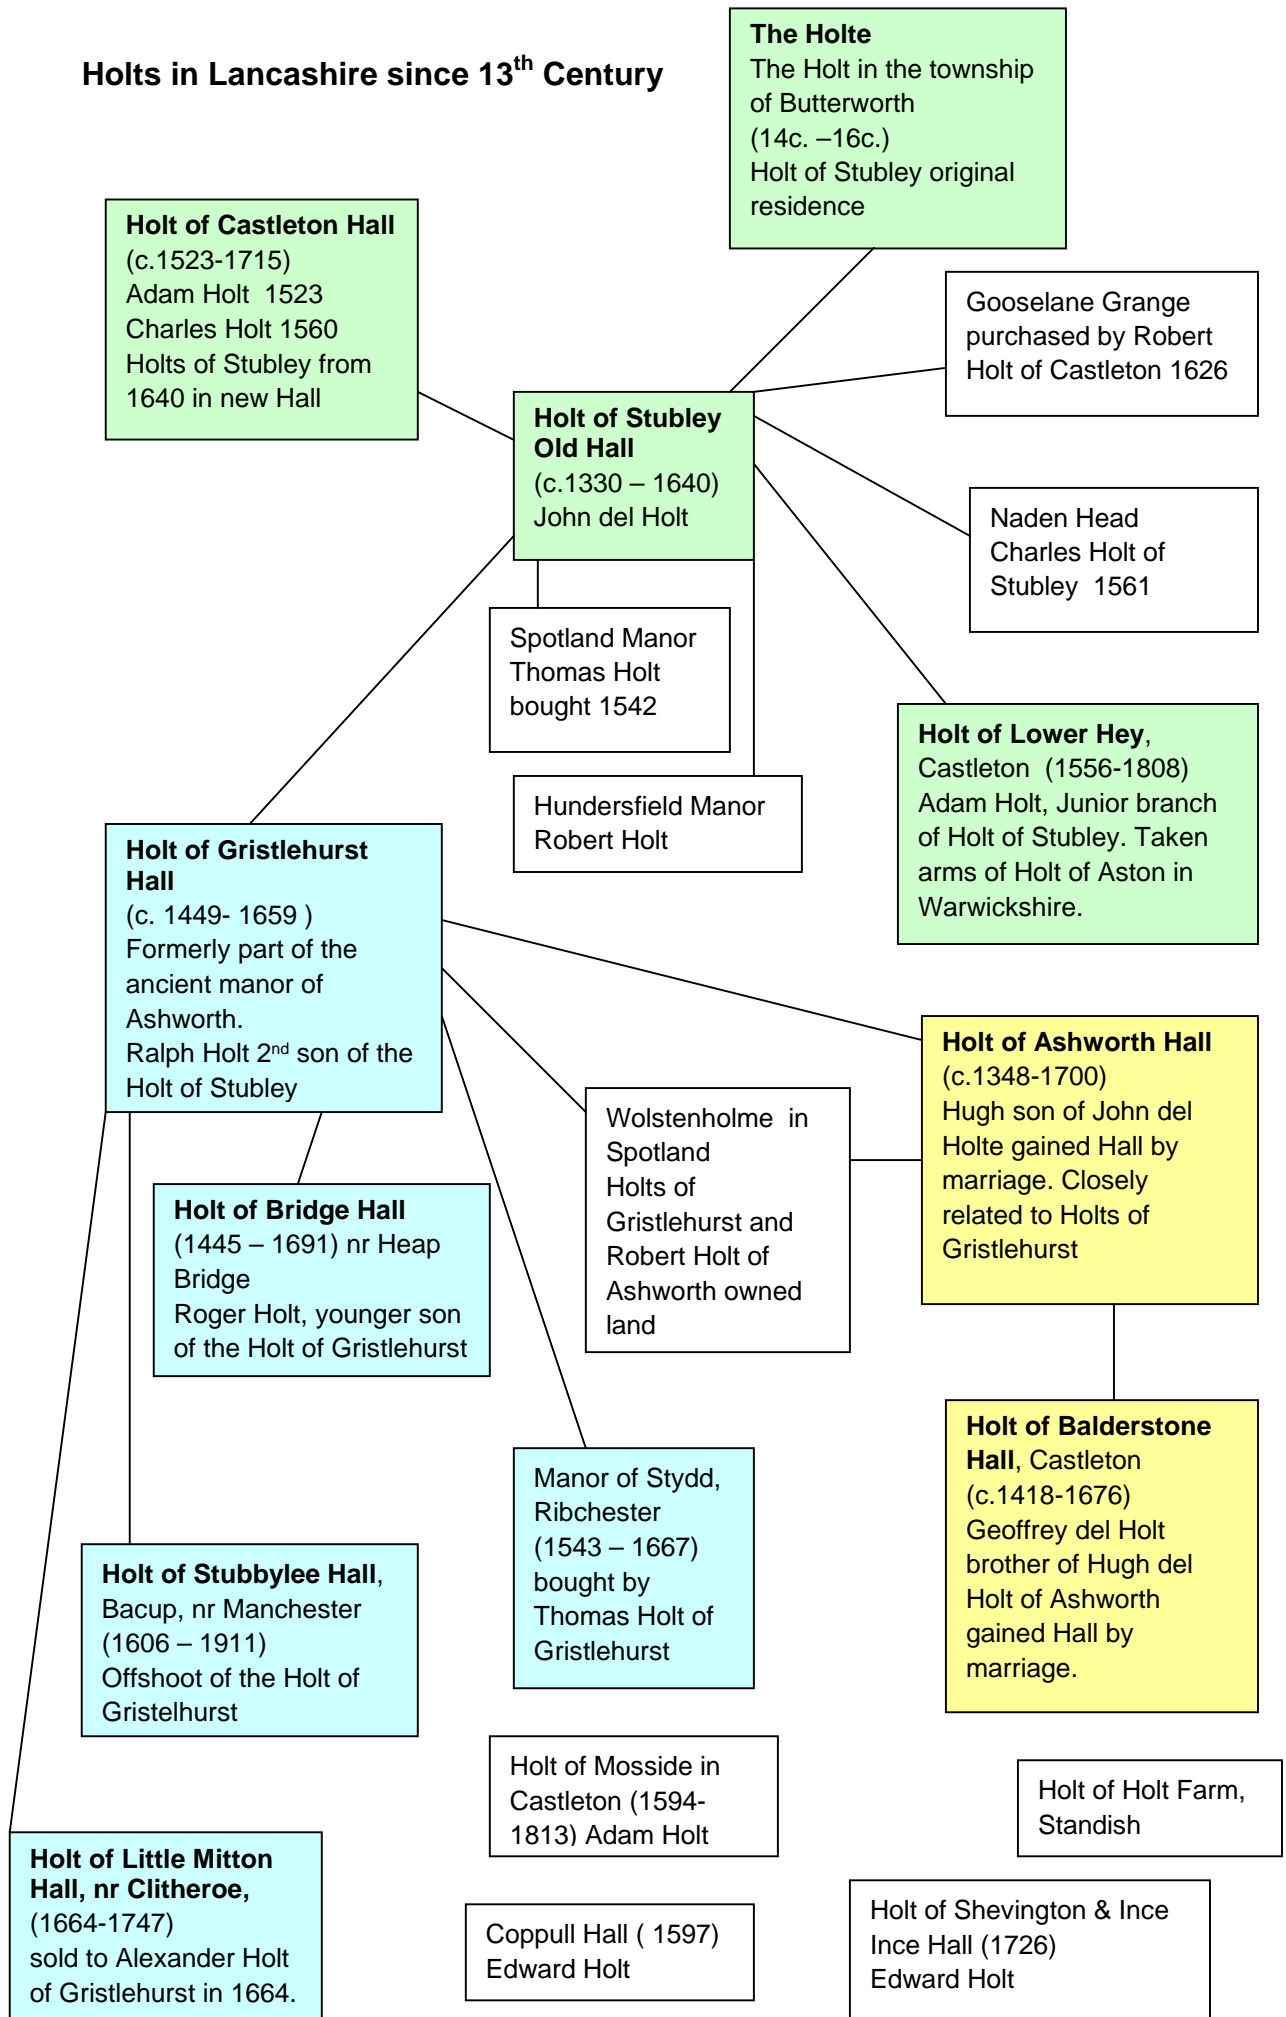 Holts in Lancashire since 13th Century
The Holte
The Holt in the township
of Butterworth
(14c. –16c.)
Holt of Stubley original
residence
Holt of Castleton Hall
(c.1523-1715)
Adam Holt  1523
Charles Holt 1560
Holts of Stubley from
1640 in new Hall
Gooselane Grange
purchased by Robert
Holt of Castleton 1626
Holt of Stubley
Old Hall
(c.1330 – 1640)
John del Holt
Naden Head
Charles Holt of
Stubley  1561
Spotland Manor
Thomas Holt
bought 1542
Holt of Lower Hey,
Castleton  (1556-1808)
Adam Holt, Junior branch
of Holt of Stubley. Taken
arms of Holt of Aston in
Warwickshire.
Hundersfield Manor
Robert Holt
Holt of Gristlehurst
Hall
(c. 1449- 1659 )
Formerly part of the
ancient manor of
Ashworth.
Ralph Holt 2nd son of the
Holt of Stubley
Holt of Ashworth Hall
(c.1348-1700)
Hugh son of John del
Holte gained Hall by
marriage. Closely
related to Holts of
Gristlehurst
Wolstenholme  in
Spotland
Holts of
Gristlehurst and
Robert Holt of
Ashworth owned
land
Holt of Bridge Hall
(1445 – 1691) nr Heap
Bridge
Roger Holt, younger son
of the Holt of Gristlehurst
Holt of Balderstone
Hall, Castleton
(c.1418-1676)
Geoffrey del Holt
brother of Hugh del
Holt of Ashworth
gained Hall by
marriage.
Manor of Stydd,
Ribchester
(1543 – 1667)
bought by
Thomas Holt of
Gristlehurst
Holt of Stubbylee Hall,
Bacup, nr Manchester
(1606 – 1911)
Offshoot of the Holt of
Gristelhurst
Holt of Mosside in
Castleton (1594-
1813) Adam Holt
Holt of Holt Farm,
Standish
Holt of Little Mitton
Hall, nr Clitheroe,
(1664-1747)
sold to Alexander Holt
of Gristlehurst in 1664.
Coppull Hall ( 1597)
Edward Holt
Holt of Shevington & Ince
Ince Hall (1726)
Edward Holt